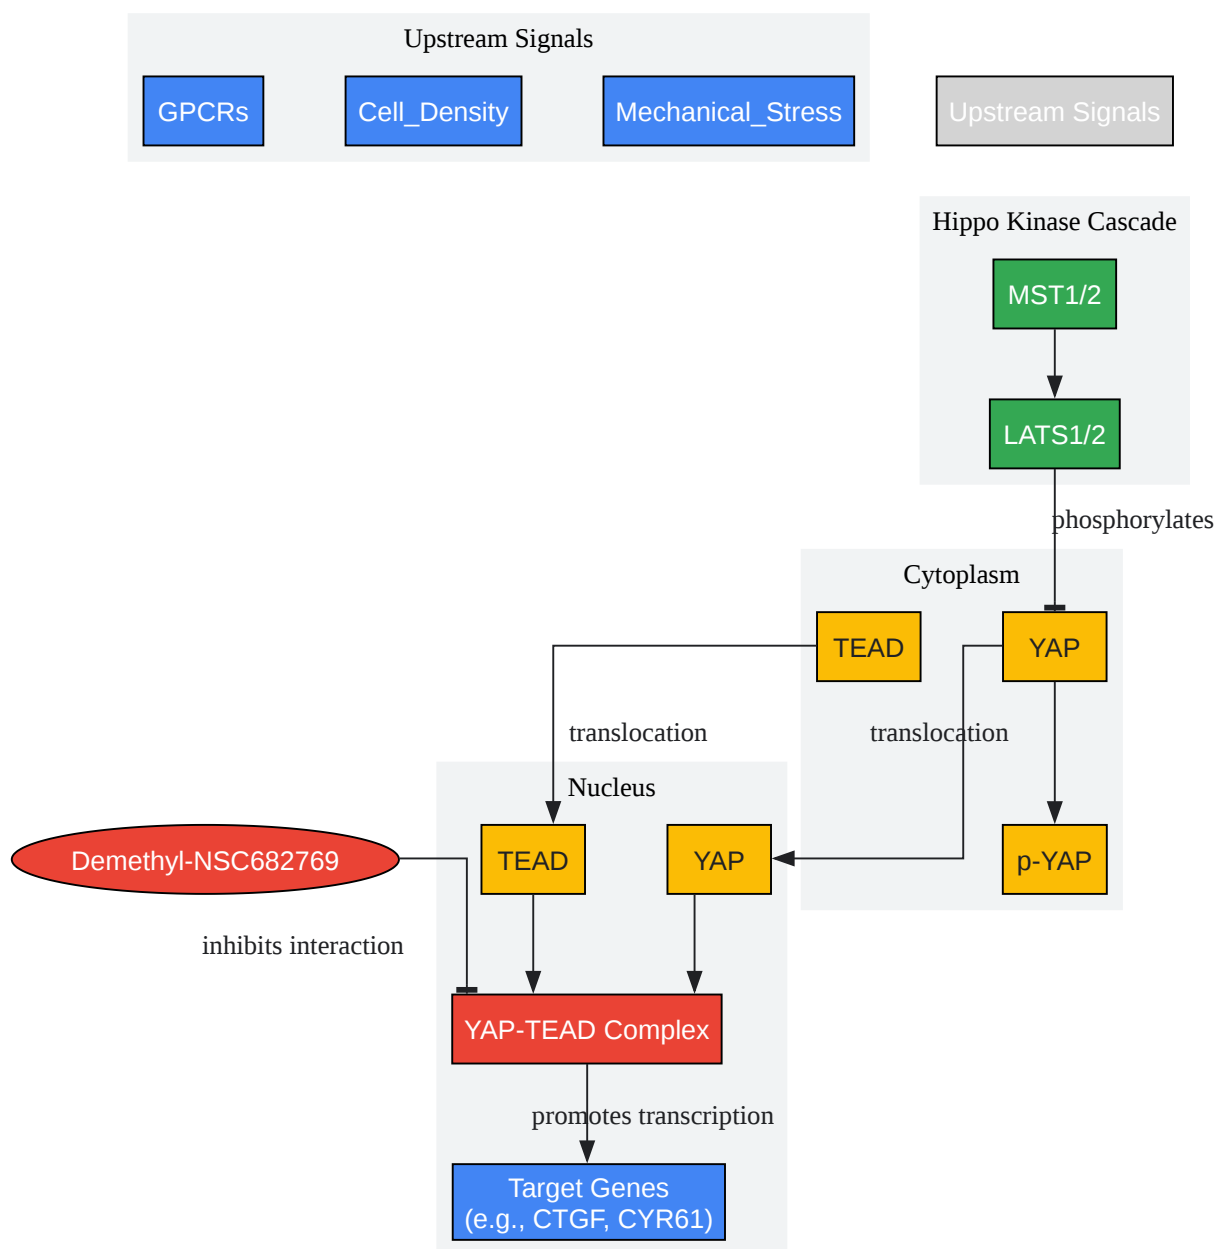 Upstream Signals
GPCRs
Cell_Density
Mechanical_Stress
Upstream Signals
Hippo Kinase Cascade
MST1/2
LATS1/2
phosphorylates
Cytoplasm
TEAD
YAP
translocation
translocation
Nucleus
Demethyl-NSC682769
TEAD
YAP
p-YAP
inhibits interaction
YAP-TEAD Complex
promotes transcription
Target Genes
(e.g., CTGF, CYR61)